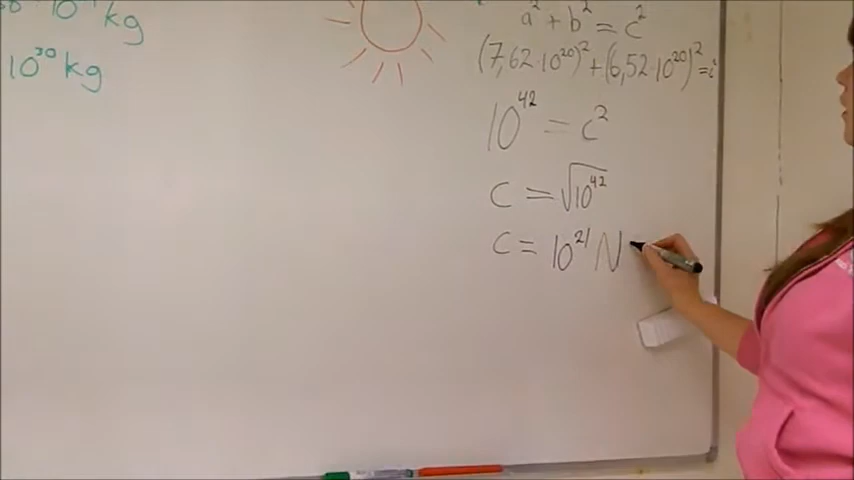 kg
10³⁰ kg
a² + b² = c²
(7,62·10²⁰)² + (6,52·10²⁰)² = c²
10⁴² = c²
c = √10⁴²
c = 10²¹ N